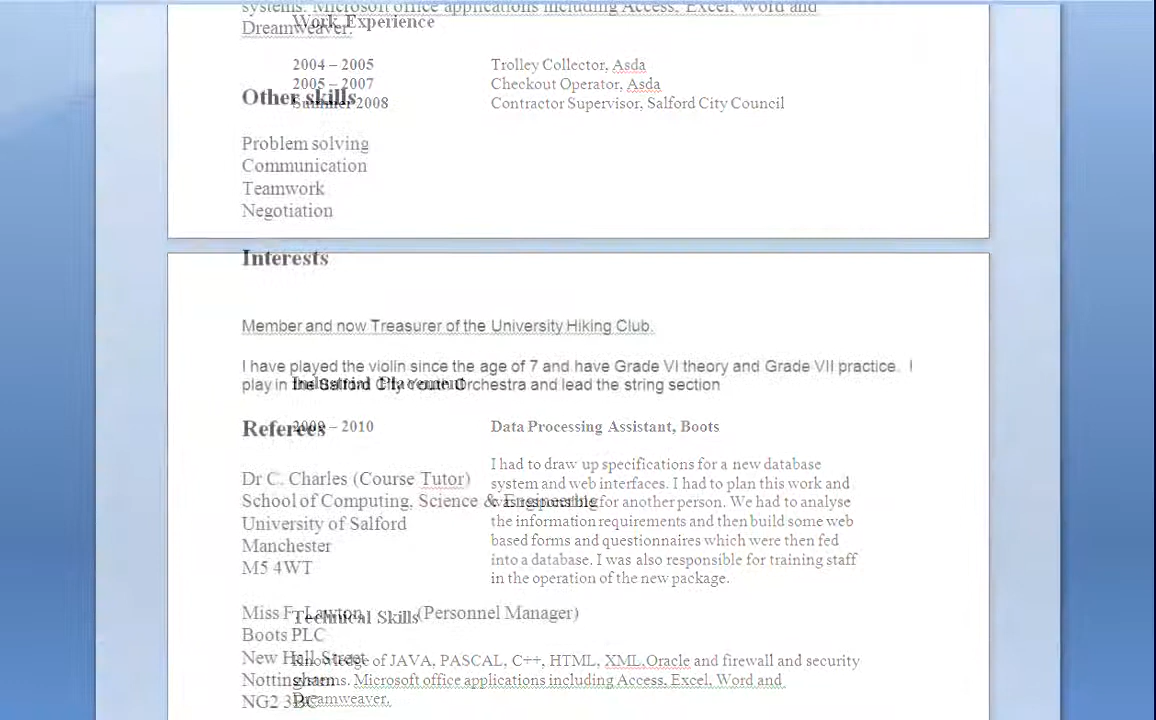 systems. Microsoft office applications including Access, Excel, Word and
Dreamweaver.
Work Experience
2004 – 2005 Trolley Collector, Asda
2005 – 2007 Checkout Operator, Asda
Summer 2008 Contractor Supervisor, Salford City Council
Other skills
Problem solving
Communication
Teamwork
Negotiation
Interests
Member and now Treasurer of the University Hiking Club.
I have played the violin since the age of 7 and have Grade VI theory and Grade VII practice. I
play in the Salford City Youth Orchestra and lead the string section
Industrial Placement
2009 – 2010 Data Processing Assistant, Boots
I had to draw up specifications for a new database
system and web interfaces. I had to plan this work and
was responsible for another person. We had to analyse
the information requirements and then build some web
based forms and questionnaires which were then fed
into a database. I was also responsible for training staff
in the operation of the new package.
Referees
Dr C. Charles (Course Tutor)
School of Computing, Science & Engineering
University of Salford
Manchester
M5 4WT
Miss F. Lawton (Personnel Manager)
Boots PLC
New Hall Street
Nottingham
NG2 3BC
Technical Skills
Knowledge of JAVA, PASCAL, C++, HTML, XML,Oracle and firewall and security
systems. Microsoft office applications including Access, Excel, Word and
Dreamweaver.